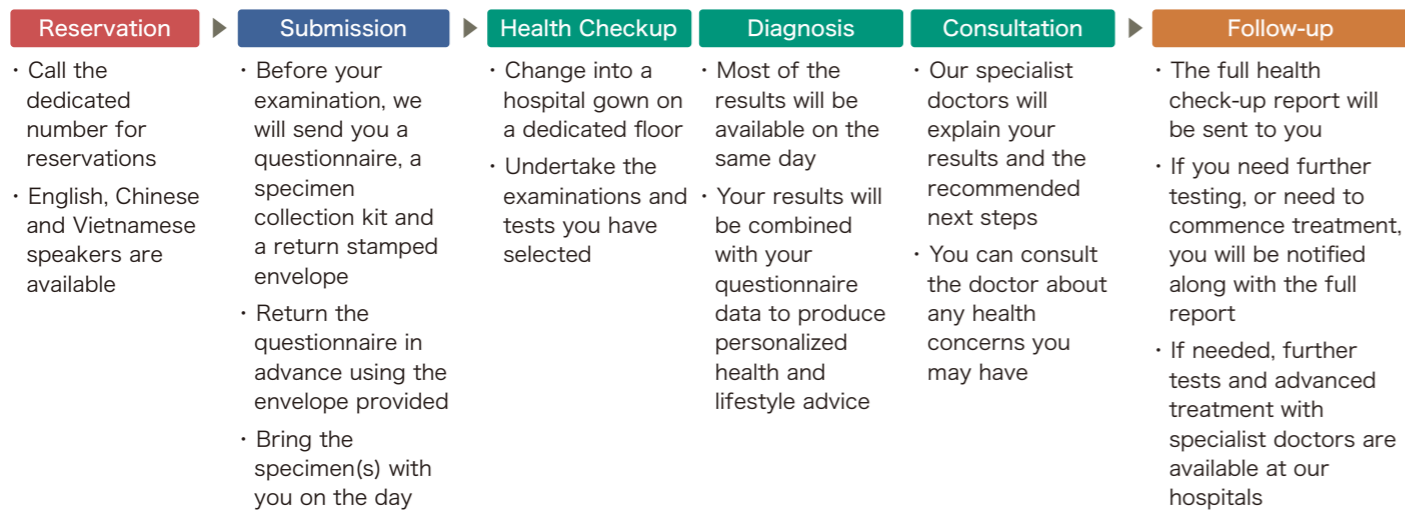 Reservation
・Call the
dedicated
number for
reservations
・English, Chinese
and Vietnamese
speakers are
available
Submission
・Before your
examination, we
will send you a
questionnaire, a
specimen
collection kit and
a return stamped
envelope
・Return the
questionnaire in
advance using the
envelope provided
・Bring the
specimen(s) with
you on the day
Health Checkup
・Change into a
hospital gown on
a dedicated floor
・Undertake the
examinations and
tests you have
selected
Diagnosis
・Most of the
results will be
available on the
same day
・Your results will
be combined
with your
questionnaire
data to produce
personalized
health and
lifestyle advice
Consultation
・Our specialist
doctors will
explain your
results and the
recommended
next steps
・You can consult
the doctor about
any health
concerns you
may have
Follow-up
・The full health
check-up report will
be sent to you
・If you need further
testing, or need to
commence treatment,
you will be notified
along with the full
report
・If needed, further
tests and advanced
treatment with
specialist doctors are
available at our
hospitals